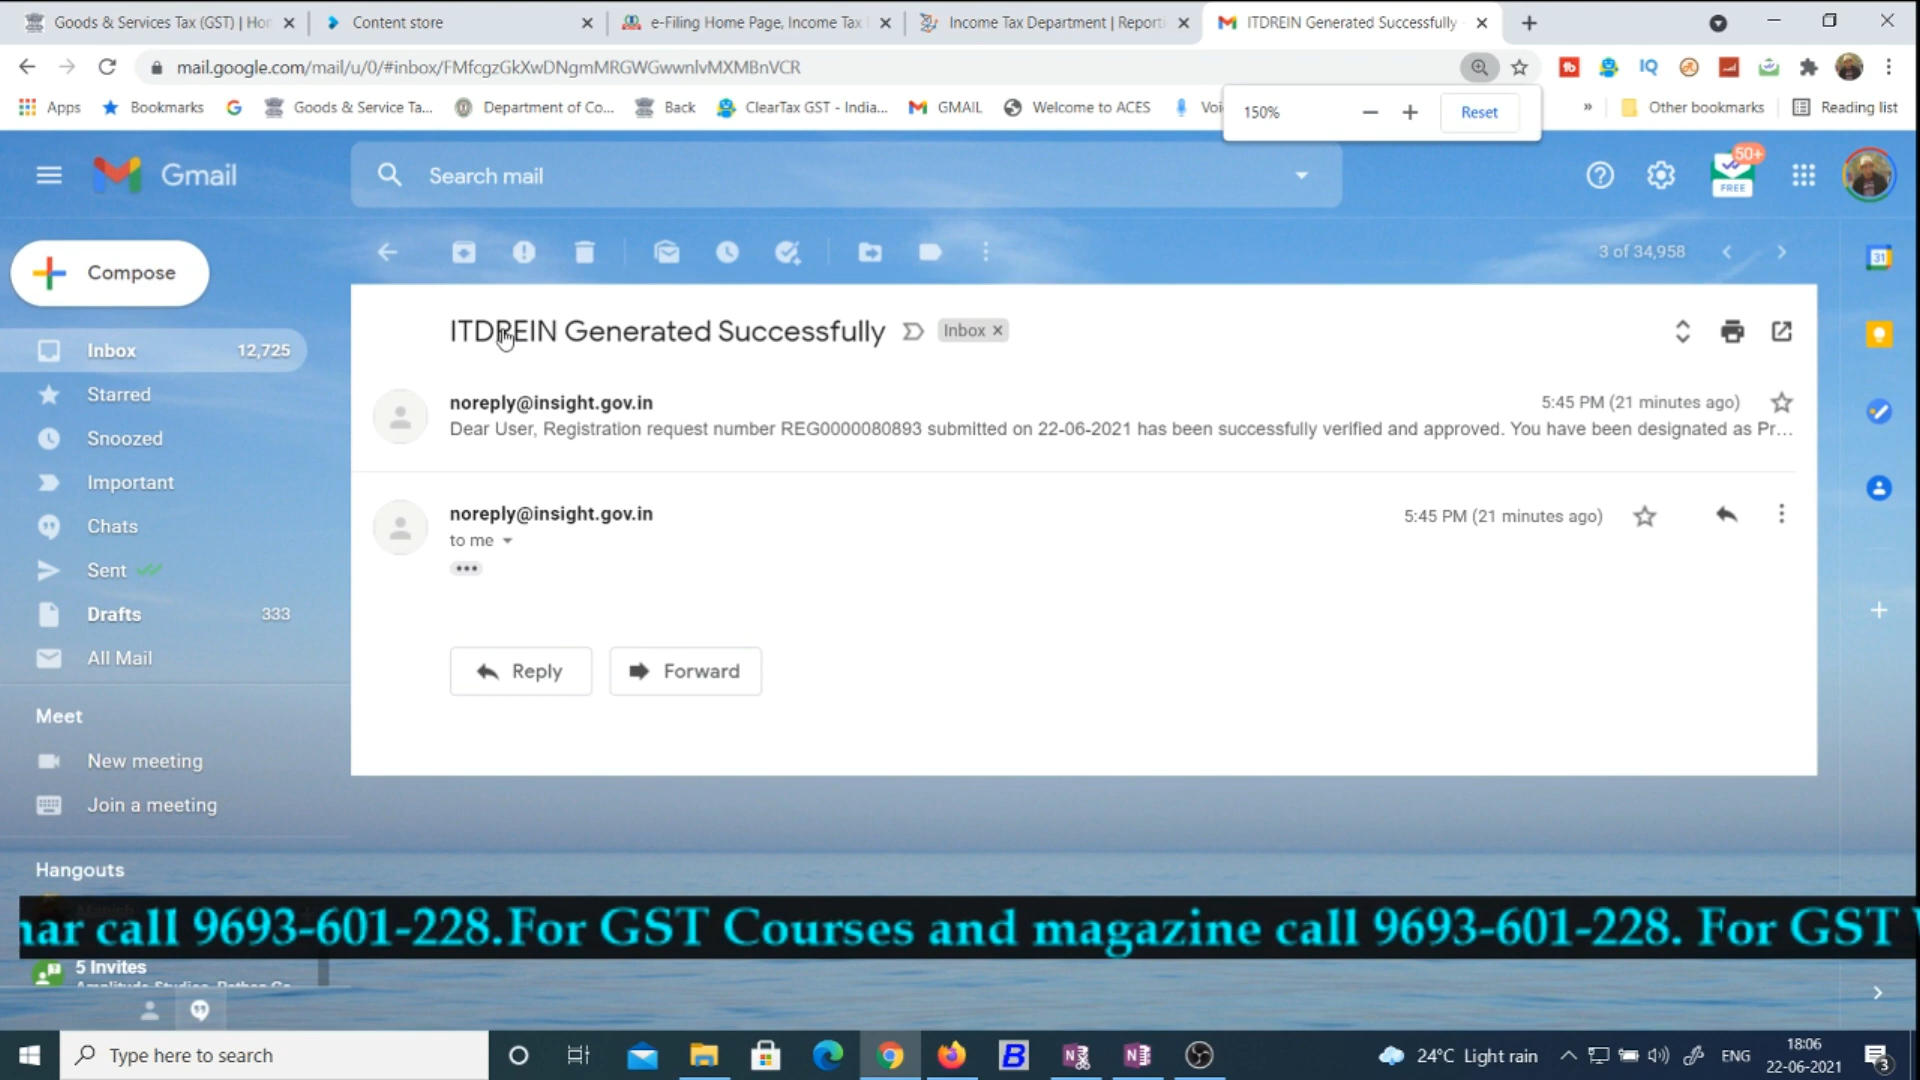 Goods & Services Tax (GST) | Hor
Content store
e-Filing Home Page, Income Tax
Income Tax Department | Reporti
ITDREIN Generated Successfully
mail.google.com/mail/u/0/#inbox/FMfcgzGkXwDNgmMRGWGwwnlvMXMBnVCR
Apps
Bookmarks
Goods & Service Ta...
Department of Co...
Back
ClearTax GST - India...
GMAIL
Welcome to ACES
Voi
»
Other bookmarks
Reading list
150%
Reset
Gmail
Search mail
50+
FREE
Compose
3 of 34,958
31
Inbox 12,725
Starred
Snoozed
Important
Chats
Sent
Drafts 333
All Mail
Meet
New meeting
Join a meeting
Hangouts
ITDREIN Generated Successfully
Inbox
noreply@insight.gov.in
5:45 PM (21 minutes ago)
Dear User, Registration request number REG0000080893 submitted on 22-06-2021 has been successfully verified and approved. You have been designated as Pr...
noreply@insight.gov.in
5:45 PM (21 minutes ago)
to me
Reply
Forward
call 9693-601-228.For GST Courses and magazine call 9693-601-228. For GST
5 Invites
Type here to search
24°C Light rain
ENG
18:06
22-06-2021
3